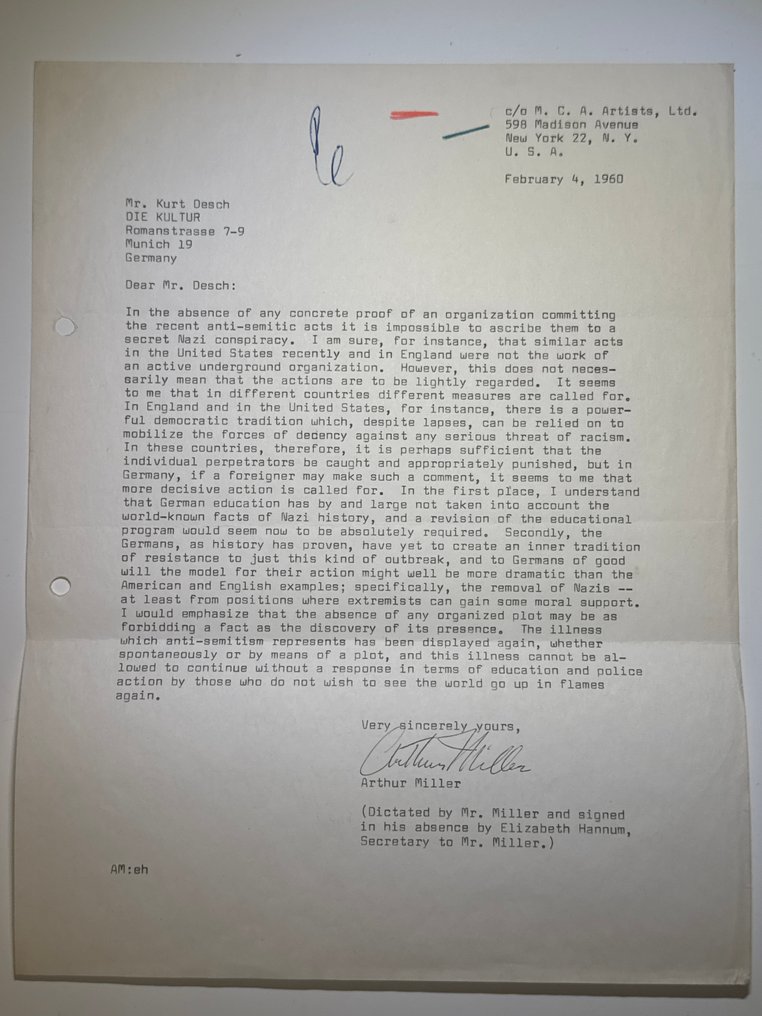 c/o M. C. A. Artists, Ltd.
598 Madison Avenue
New York 22, N. Y.
U. S. A.
February 4, 1960
Mr. Kurt Desch
DIE KULTUR
Romanstrasse 7-9
Munich 19
Germany
Dear Mr. Desch:
In the absence of any concrete proof of an organization committing
the recent anti-semitic acts it is impossible to ascribe them to a
secret Nazi conspiracy.  I am sure, for instance, that similar acts
in the United States recently and in England were not the work of
an active underground organization.  However, this does not neces-
sarily mean that the actions are to be lightly regarded.  It seems
to me that in different countries different measures are called for.
In England and in the United States, for instance, there is a power-
ful democratic tradition which, despite lapses, can be relied on to
mobilize the forces of decency against any serious threat of racism.
In these countries, therefore, it is perhaps sufficient that the
individual perpetrators be caught and appropriately punished, but in
Germany, if a foreigner may make such a comment, it seems to me that
more decisive action is called for.  In the first place, I understand
that German education has by and large not taken into account the
world-known facts of Nazi history, and a revision of the educational
program would seem now to be absolutely required.  Secondly, the
Germans, as history has proven, have yet to create an inner tradition
of resistance to just this kind of outbreak, and to Germans of good
will the model for their action might well be more dramatic than the
American and English examples; specifically, the removal of Nazis --
at least from positions where extremists can gain some moral support.
I would emphasize that the absence of any organized plot may be as
forbidding a fact as the discovery of its presence.  The illness
which anti-semitism represents has been displayed again, whether
spontaneously or by means of a plot, and this illness cannot be al-
lowed to continue without a response in terms of education and police
action by those who do not wish to see the world go up in flames
again.
Very sincerely yours,
Arthur Miller
Arthur Miller
(Dictated by Mr. Miller and signed
in his absence by Elizabeth Hannum,
Secretary to Mr. Miller.)
AM:eh